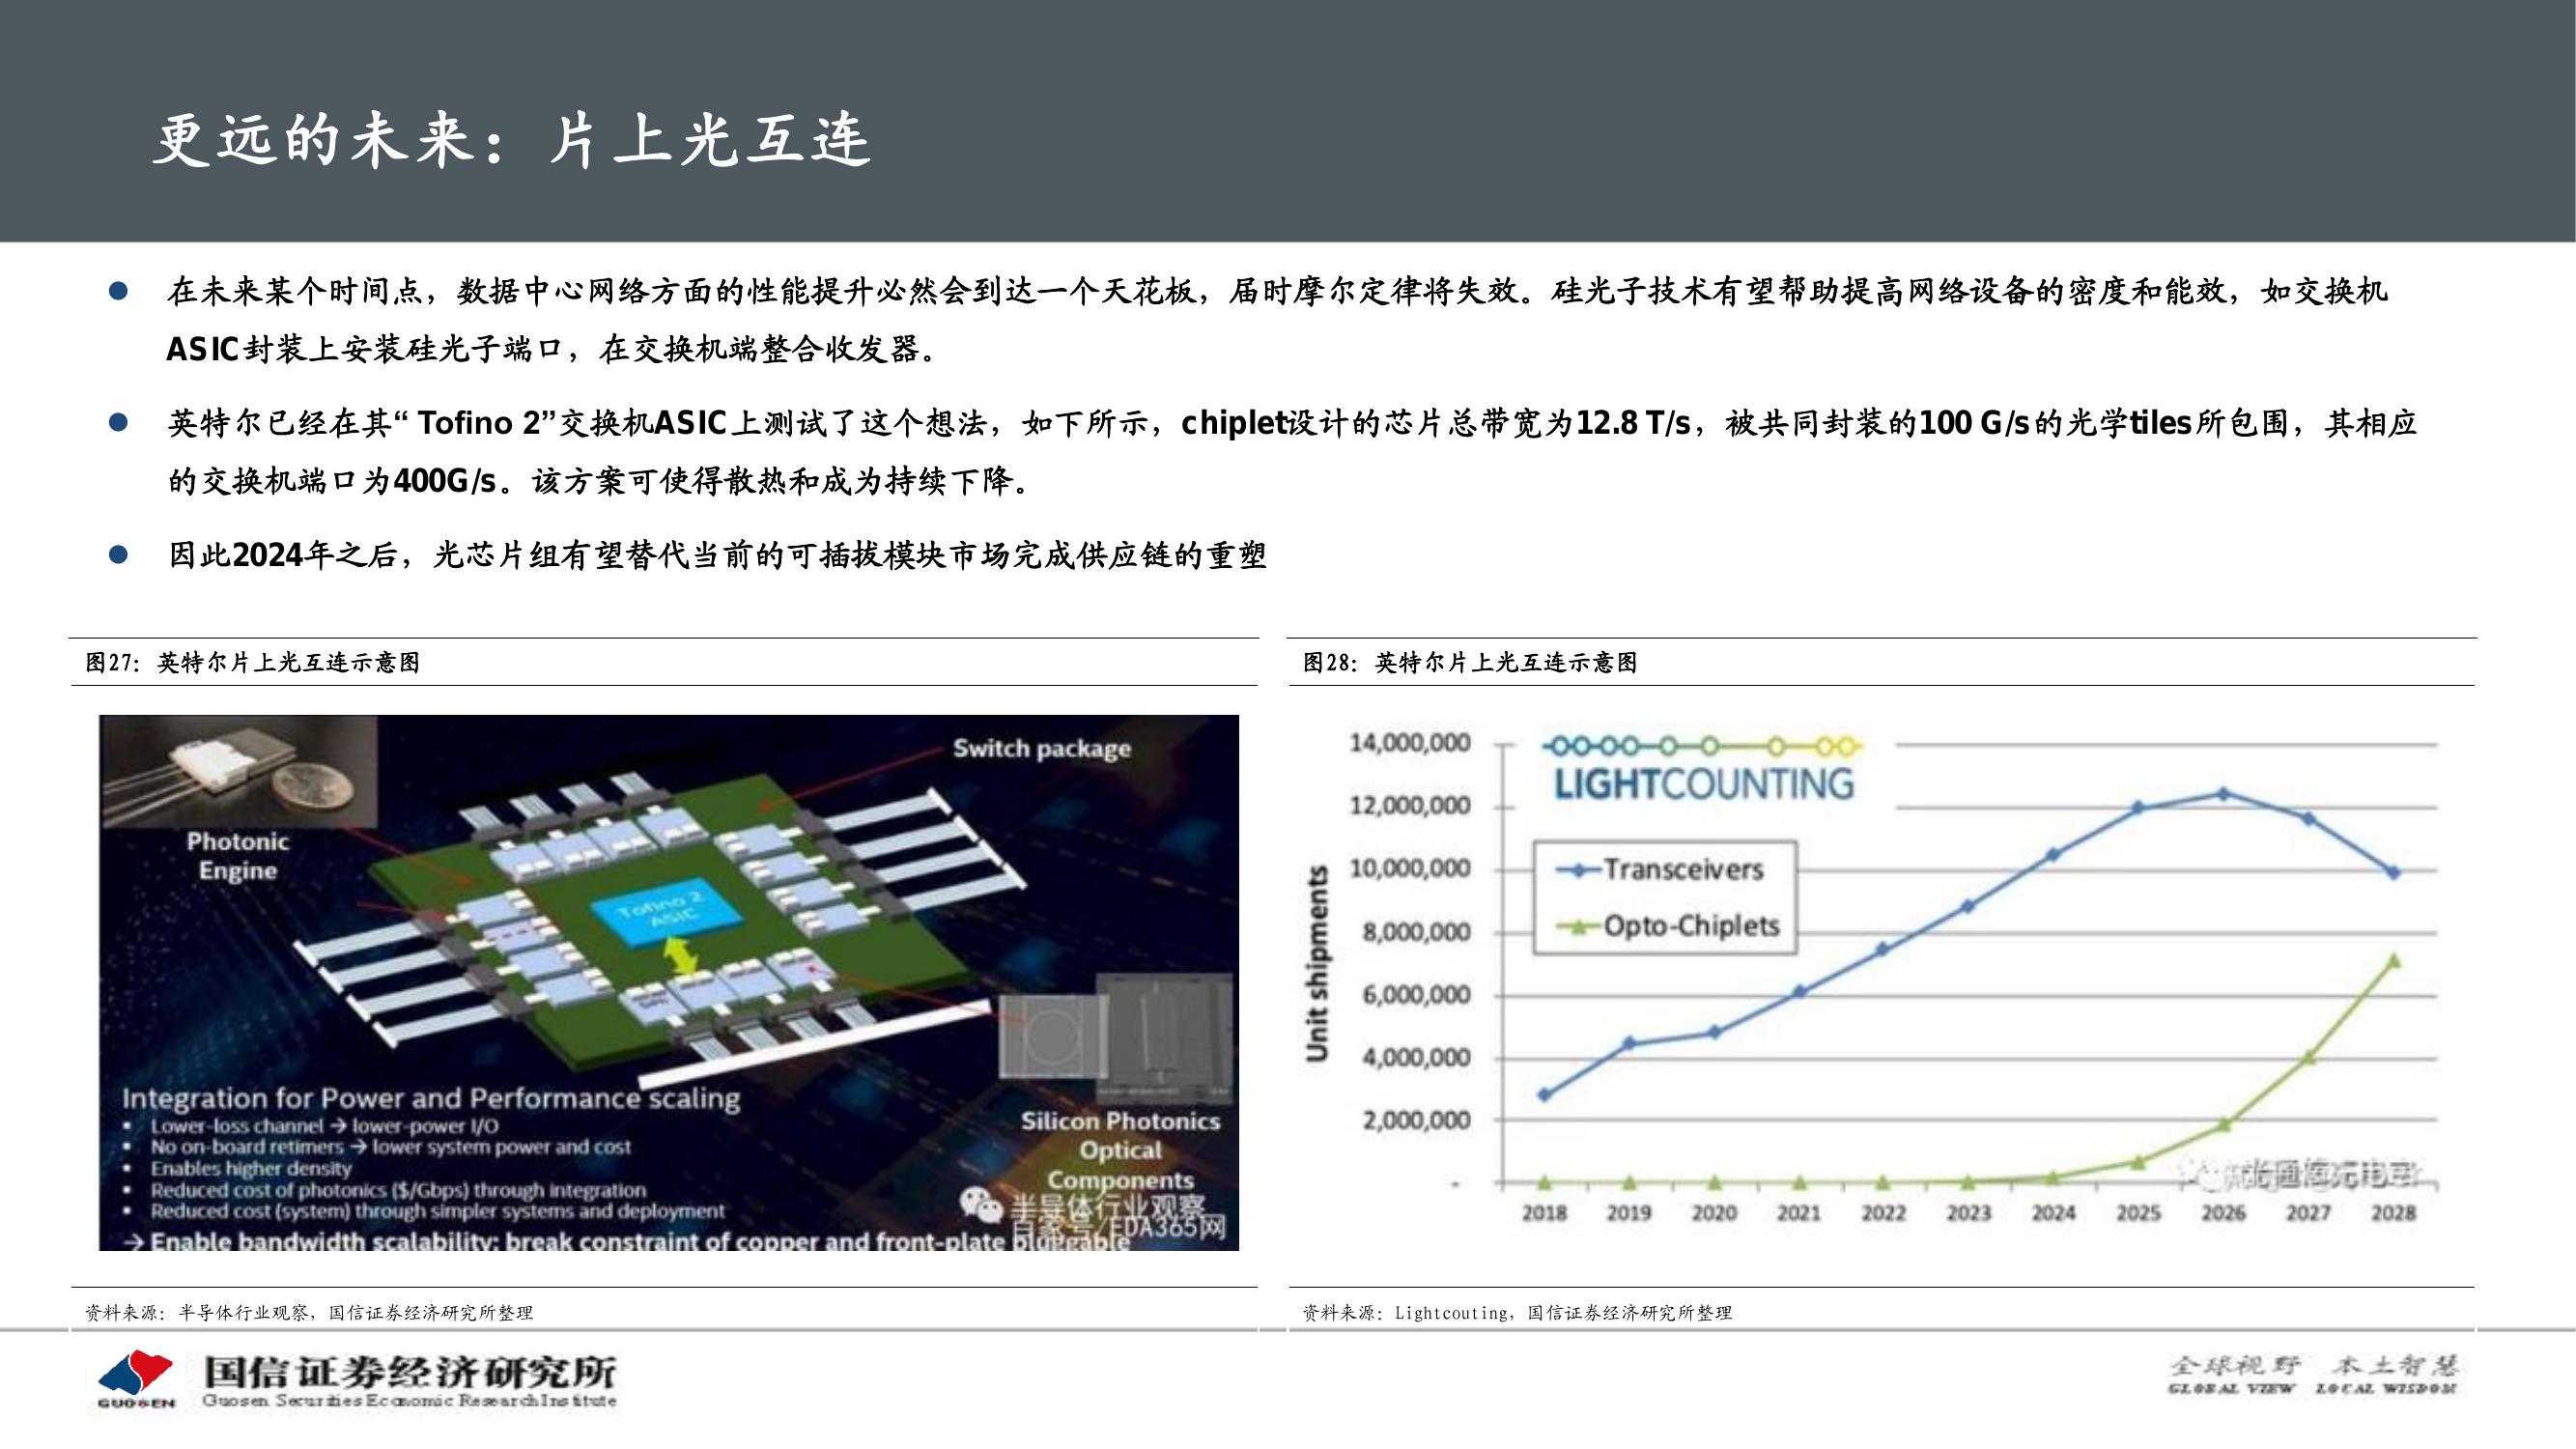 更远的未来：片上光互连
在未来某个时间点，数据中心网络方面的性能提升必然会到达一个天花板，届时摩尔定律将失效。硅光子技术有望帮助提高网络设备的密度和能效，如交换机
ASIC封装上安装硅光子端口，在交换机端整合收发器。
英特尔已经在其“ Tofino 2”交换机ASIC上测试了这个想法，如下所示，chiplet设计的芯片总带宽为12.8 T/s，被共同封装的100 G/s的光学tiles所包围，其相应
的交换机端口为400G/s。该方案可使得散热和成为持续下降。
因此2024年之后，光芯片组有望替代当前的可插拔模块市场完成供应链的重塑
图27：英特尔片上光互连示意图
Switch package
Photonic
Engine
Tofino 2
ASIC
Integration for Power and Performance scaling
▪ Lower-loss channel → lower-power I/O
▪ No on-board retimers → lower system power and cost
▪ Enables higher density
▪ Reduced cost of photonics ($/Gbps) through integration
▪ Reduced cost (system) through simpler systems and deployment
→ Enable bandwidth scalability: break constraint of copper and front-plate pluggable
Silicon Photonics
Optical
Components
半导体行业观察
百家号/EDA365网
资料来源：半导体行业观察，国信证券经济研究所整理
图28：英特尔片上光互连示意图
LIGHTCOUNTING
Transceivers
Opto-Chiplets
Unit shipments
14,000,000
12,000,000
10,000,000
8,000,000
6,000,000
4,000,000
2,000,000
-
2018 2019 2020 2021 2022 2023 2024 2025 2026 2027 2028
资料来源：Lightcouting，国信证券经济研究所整理
GUOSEN
国信证券经济研究所
Guosen Securities Economic Research Institute
全球视野 本土智慧
GLOBAL VIEW LOCAL WISDOM